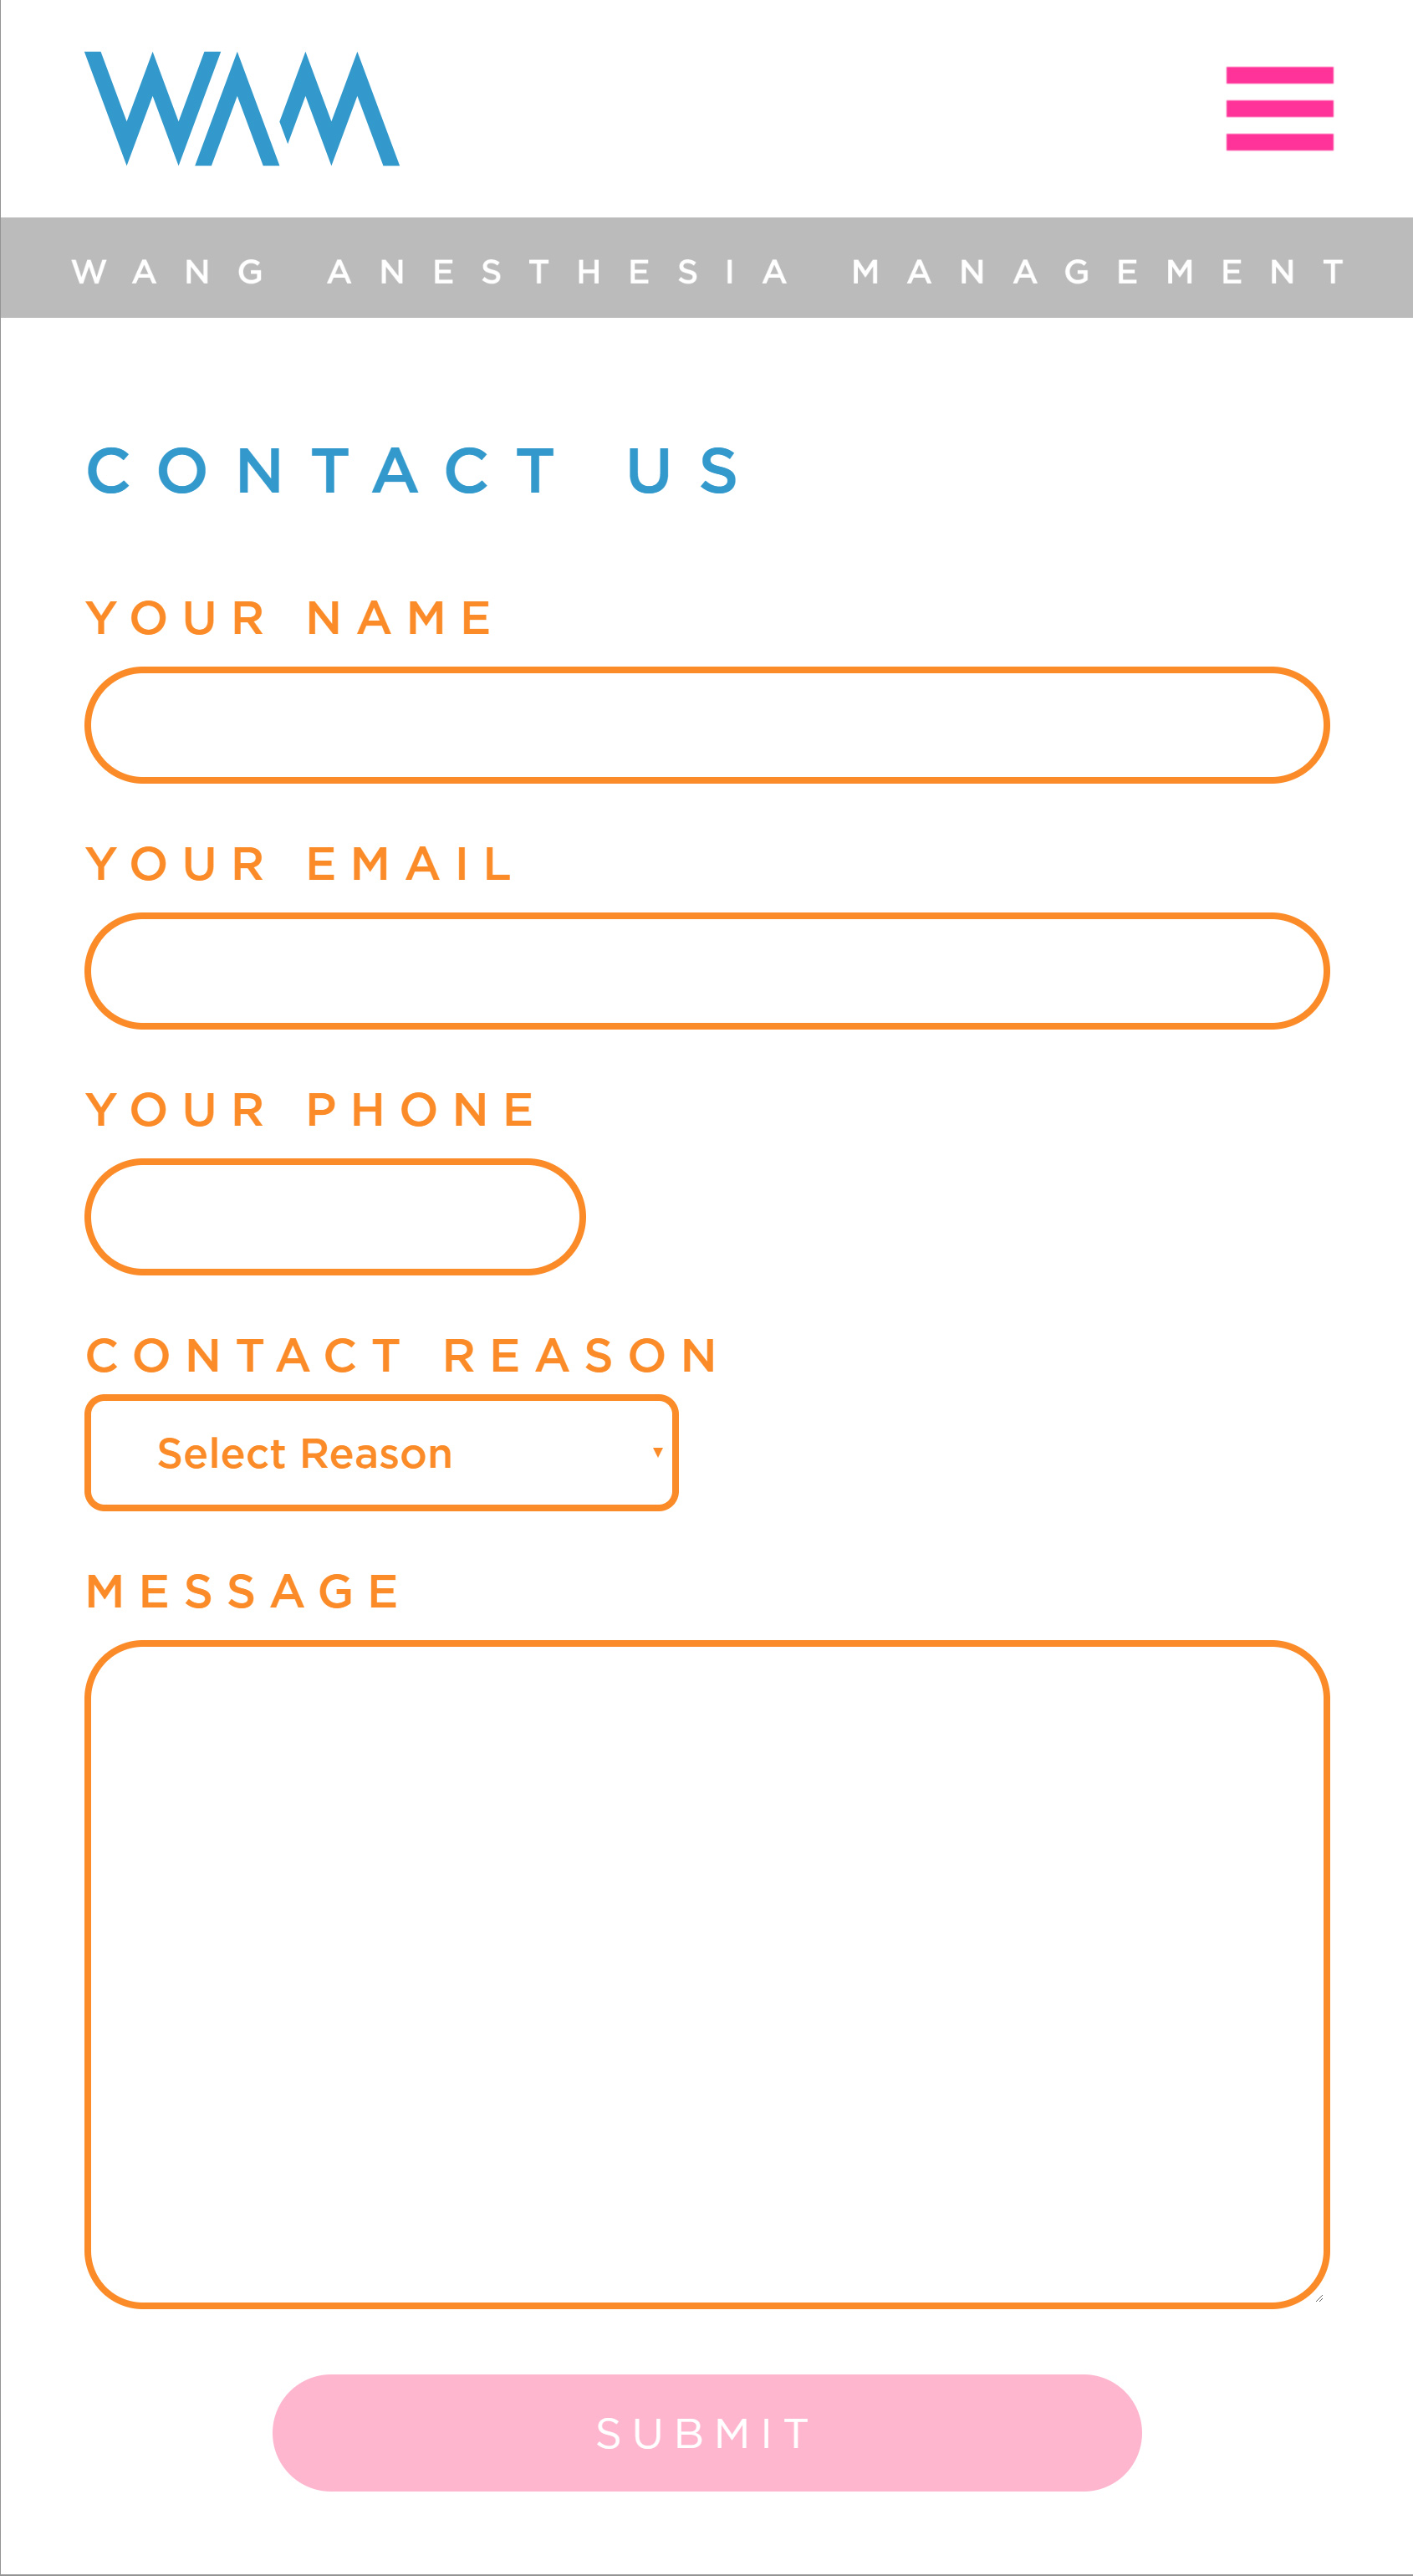 WAM
WANG ANESTHESIA MANAGEMENT
CONTACT US
YOUR NAME
YOUR EMAIL
YOUR PHONE
CONTACT REASON
Select Reason
MESSAGE
SUBMIT